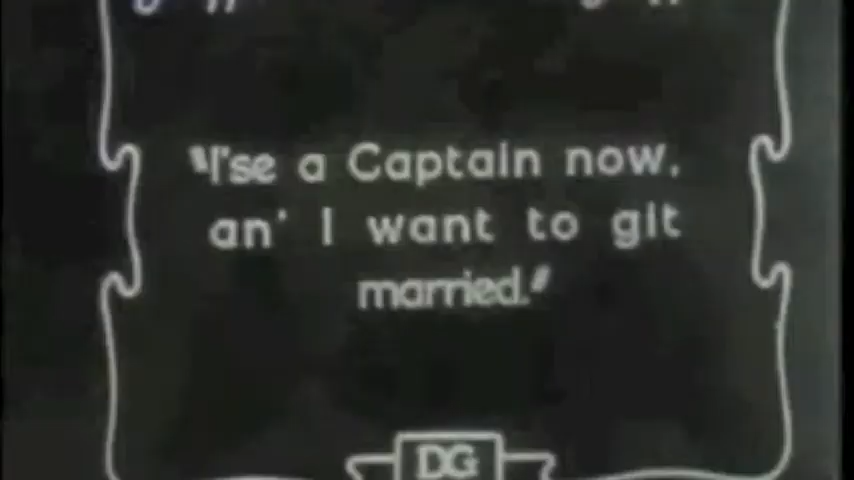 "I'se a Captain now,
an' I want to git
married."
DG